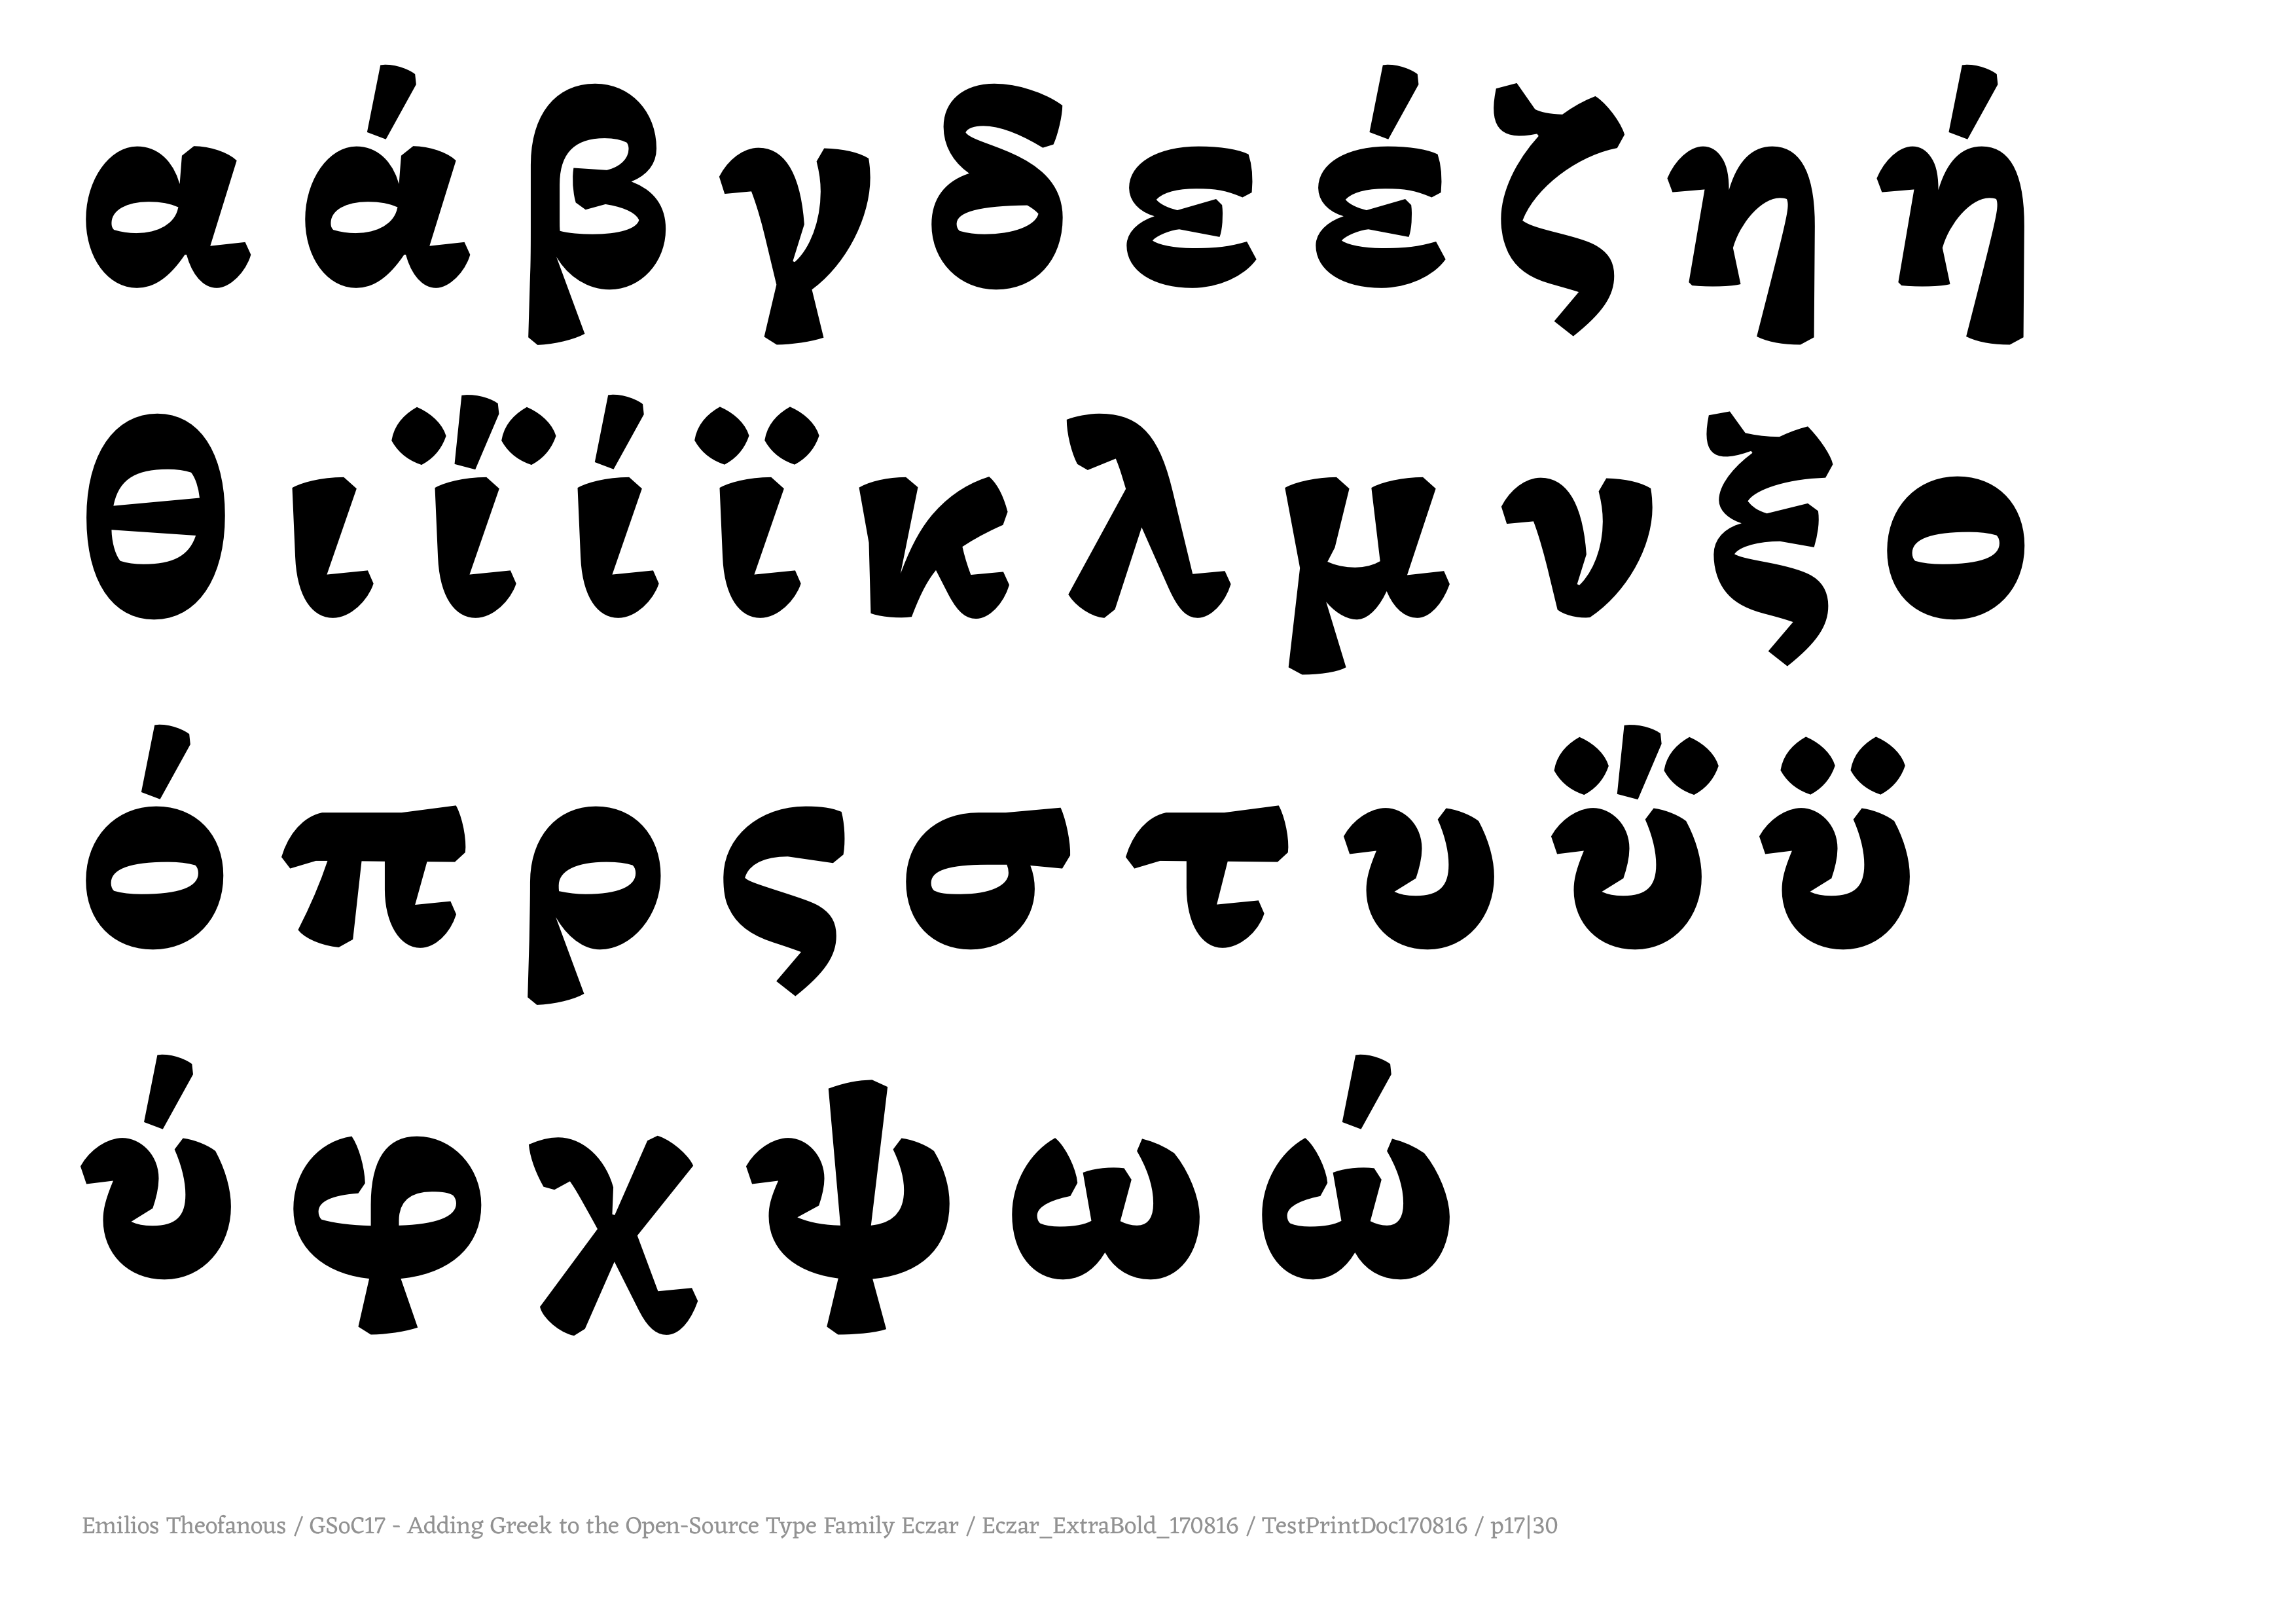 α ά β γ δ ε έ ζ η ή
θ ι ΐ ί ϊ κ λ μ ν ξ ο
ό π ρ ς σ τ υ ΰ ϋ
ύ φ χ ψ ω ώ
Emilios Theofanous / GSoC17 - Adding Greek to the Open-Source Type Family Eczar / Eczar_ExtraBold_170816 / TestPrintDoc170816 / p17|30